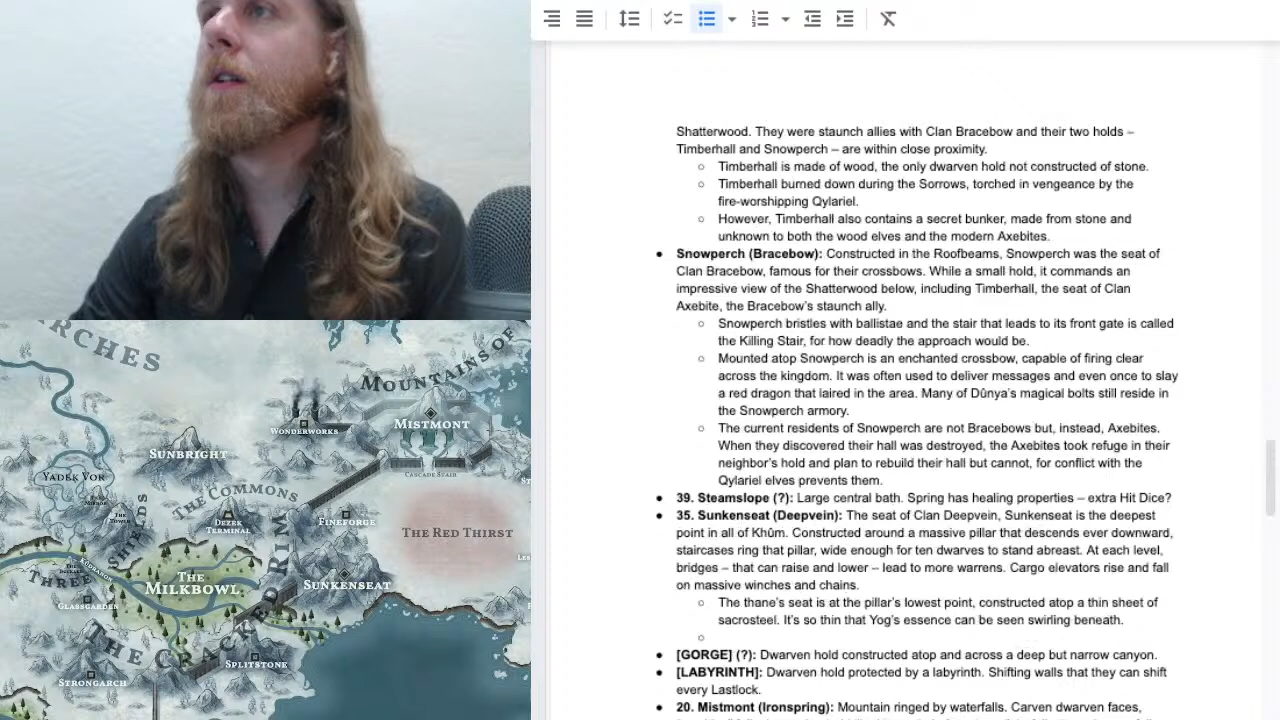 RCHES
MOUNTAINS OF
WONDERWORKS
MISTMONT
CASCADE STAIR
SUNBRIGHT
YADEK VOR
THE COMMONS
THE TOWER
DEZEK
TERMINAL
FINEFORGE
THE RED THIRST
THREE
THE
MILKBOWL
SUNKENSEAT
GLASSGARDEN
SPLITSTONE
STRONGARCH
Shatterwood. They were staunch allies with Clan Bracebow and their two holds –
Timberhall and Snowperch – are within close proximity.
○ Timberhall is made of wood, the only dwarven hold not constructed of stone.
○ Timberhall burned down during the Sorrows, torched in vengeance by the
fire-worshipping Qylariel.
○ However, Timberhall also contains a secret bunker, made from stone and
unknown to both the wood elves and the modern Axebites.
● Snowperch (Bracebow): Constructed in the Roofbeams, Snowperch was the seat of
Clan Bracebow, famous for their crossbows. While a small hold, it commands an
impressive view of the Shatterwood below, including Timberhall, the seat of Clan
Axebite, the Bracebow's staunch ally.
○ Snowperch bristles with ballistae and the stair that leads to its front gate is called
the Killing Stair, for how deadly the approach would be.
○ Mounted atop Snowperch is an enchanted crossbow, capable of firing clear
across the kingdom. It was often used to deliver messages and even once to slay
a red dragon that laired in the area. Many of Dûnya's magical bolts still reside in
the Snowperch armory.
○ The current residents of Snowperch are not Bracebows but, instead, Axebites.
When they discovered their hall was destroyed, the Axebites took refuge in their
neighbor's hold and plan to rebuild their hall but cannot, for conflict with the
Qylariel elves prevents them.
● 39. Steamslope (?): Large central bath. Spring has healing properties – extra Hit Dice?
● 35. Sunkenseat (Deepvein): The seat of Clan Deepvein, Sunkenseat is the deepest
point in all of Khûm. Constructed around a massive pillar that descends ever downward,
staircases ring that pillar, wide enough for ten dwarves to stand abreast. At each level,
bridges – that can raise and lower – lead to more warrens. Cargo elevators rise and fall
on massive winches and chains.
○ The thane's seat is at the pillar's lowest point, constructed atop a thin sheet of
sacrosteel. It's so thin that Yog's essence can be seen swirling beneath.
○
● [GORGE] (?): Dwarven hold constructed atop and across a deep but narrow canyon.
● [LABYRINTH]: Dwarven hold protected by a labyrinth. Shifting walls that they can shift
every Lastlock.
● 20. Mistmont (Ironspring): Mountain ringed by waterfalls. Carven dwarven faces,